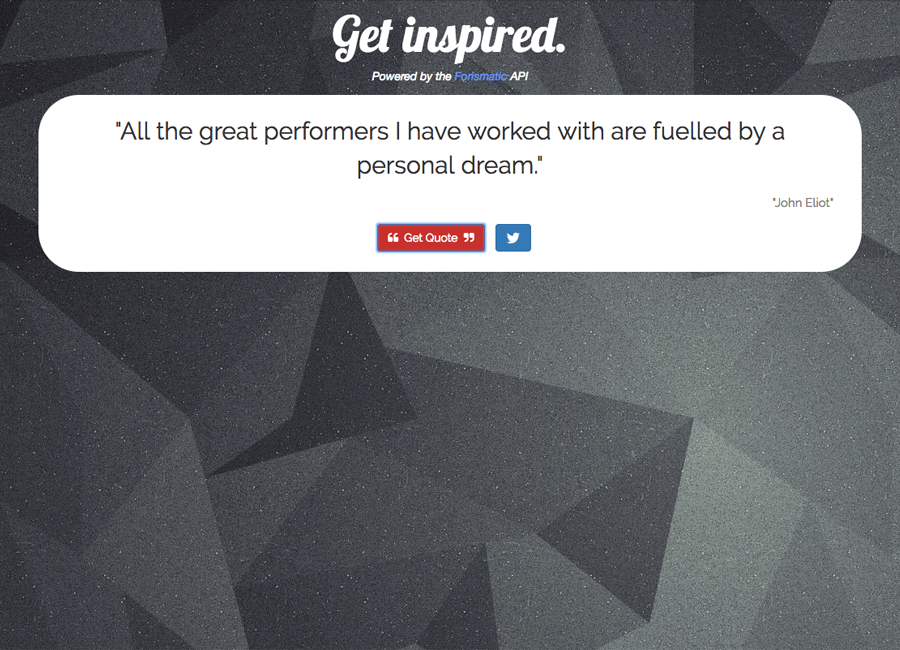 Get inspired.
Powered by the Forismatic API
"All the great performers I have worked with are fuelled by a
personal dream."
"John Eliot"
❝ Get Quote ❞